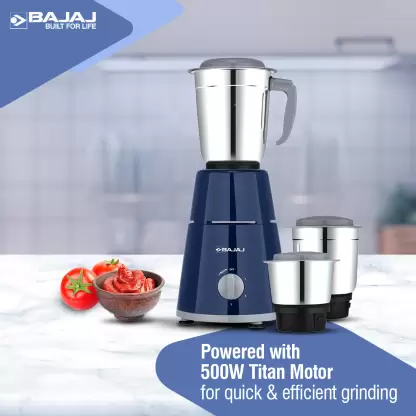 BAJAJ
BUILT FOR LIFE
BAJAJ
Powered with
500W Titan Motor
for quick & efficient grinding